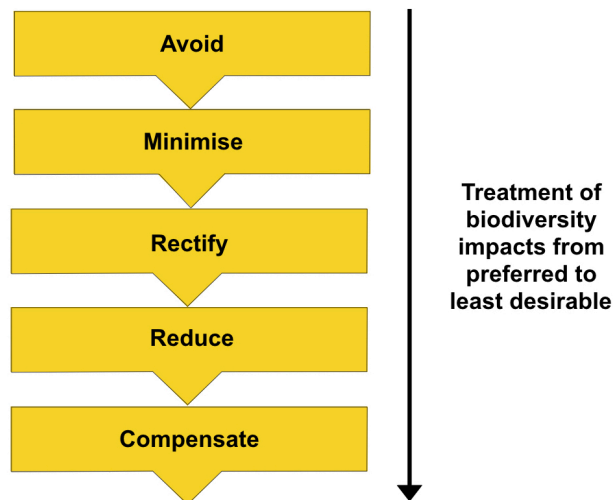 Avoid
Minimise
Rectify
Reduce
Compensate
Treatment of
biodiversity
impacts from
preferred to
least desirable